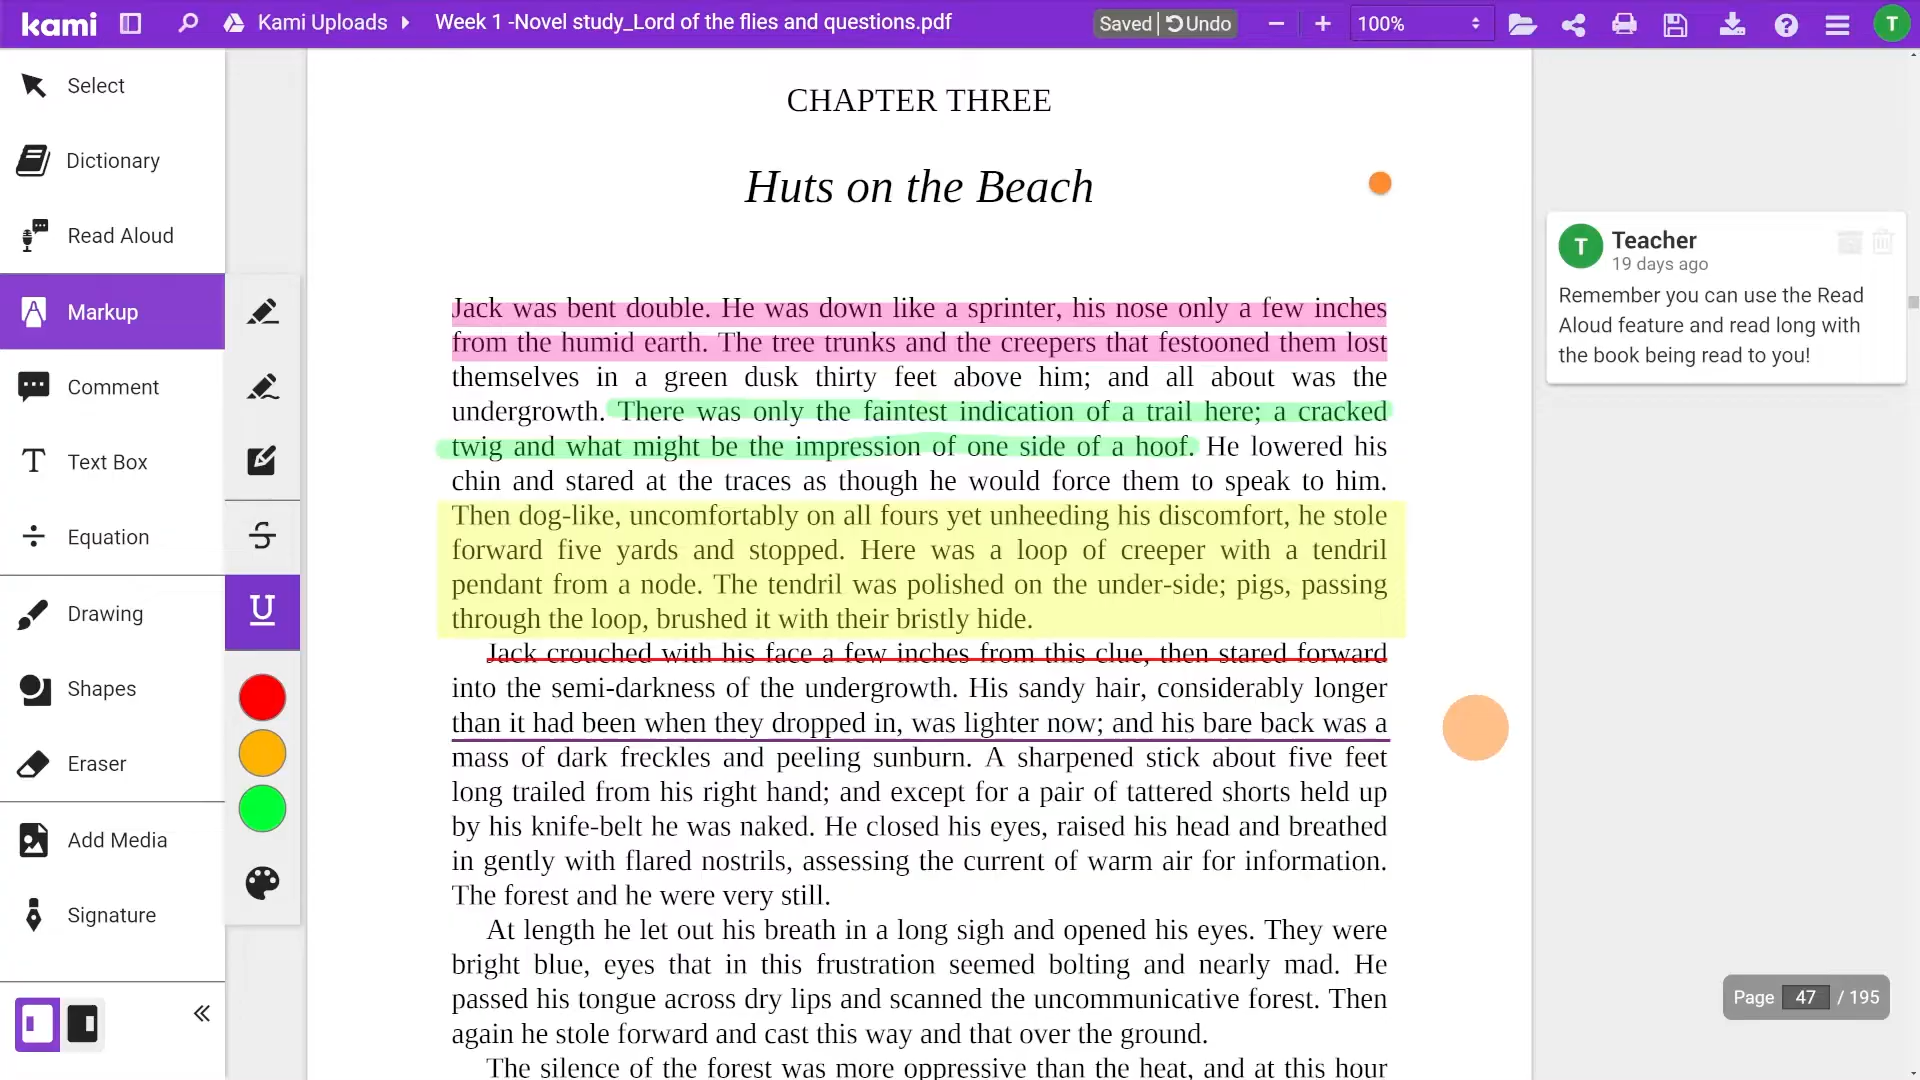 kami
Kami Uploads
Week 1 -Novel study_Lord of the flies and questions.pdf
Saved
Undo
100%
T
Select
Dictionary
Read Aloud
Markup
Comment
Text Box
Equation
Drawing
Shapes
Eraser
Add Media
Signature
CHAPTER THREE
Huts on the Beach
Jack was bent double. He was down like a sprinter, his nose only a few inches
from the humid earth. The tree trunks and the creepers that festooned them lost
themselves in a green dusk thirty feet above him; and all about was the
undergrowth. There was only the faintest indication of a trail here; a cracked
twig and what might be the impression of one side of a hoof. He lowered his
chin and stared at the traces as though he would force them to speak to him.
Then dog-like, uncomfortably on all fours yet unheeding his discomfort, he stole
forward five yards and stopped. Here was a loop of creeper with a tendril
pendant from a node. The tendril was polished on the under-side; pigs, passing
through the loop, brushed it with their bristly hide.
Jack crouched with his face a few inches from this clue, then stared forward
into the semi-darkness of the undergrowth. His sandy hair, considerably longer
than it had been when they dropped in, was lighter now; and his bare back was a
mass of dark freckles and peeling sunburn. A sharpened stick about five feet
long trailed from his right hand; and except for a pair of tattered shorts held up
by his knife-belt he was naked. He closed his eyes, raised his head and breathed
in gently with flared nostrils, assessing the current of warm air for information.
The forest and he were very still.
At length he let out his breath in a long sigh and opened his eyes. They were
bright blue, eyes that in this frustration seemed bolting and nearly mad. He
passed his tongue across dry lips and scanned the uncommunicative forest. Then
again he stole forward and cast this way and that over the ground.
The silence of the forest was more oppressive than the heat, and at this hour
T
Teacher
19 days ago
Remember you can use the Read
Aloud feature and read long with
the book being read to you!
Page 47 / 195